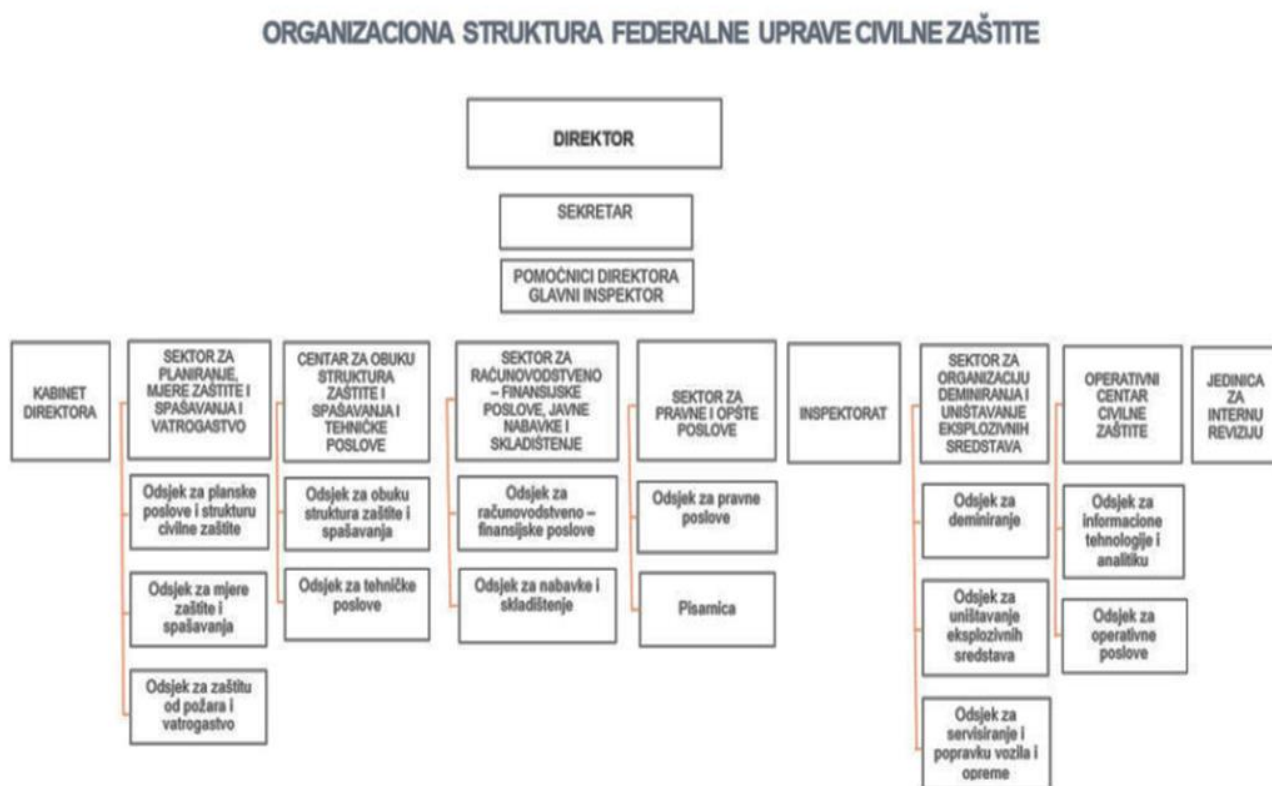 ORGANIZACIONA STRUKTURA FEDERALNE UPRAVE CIVILNE ZAŠTITE
DIREKTOR
SEKRETAR
POMOĆNICI DIREKTORA
GLAVNI INSPEKTOR
KABINET
DIREKTORA
SEKTOR ZA
PLANIRANJE,
MJERE ZAŠTITE I
SPAŠAVANJA I
VATROGASTVO
CENTAR ZA OBUKU
STRUKTURA
ZAŠTITE I
SPAŠAVANJA I
TEHNIČKE
POSLOVE
SEKTOR ZA
RAČUNOVODSTVENO
– FINANSIJSKE
POSLOVE, JAVNE
NABAVKE I
SKLADIŠTENJE
SEKTOR ZA
PRAVNE I OPŠTE
POSLOVE
INSPEKTORAT
SEKTOR ZA
ORGANIZACIJU
DEMINIRANJA I
UNIŠTAVANJE
EKSPLOZIVNIH
SREDSTAVA
OPERATIVNI
CENTAR
CIVILNE
ZAŠTITE
JEDINICA
ZA
INTERNU
REVIZIJU
Odsjek za planske
poslove i strukturu
civilne zaštite
Odsjek za obuku
struktura zaštite i
spašavanja
Odsjek za
računovodstveno –
finansijske poslove
Odsjek za pravne
poslove
Odsjek za
deminiranje
Odsjek za
informacione
tehnologije i
analitiku
Odsjek za mjere
zaštite i
spašavanja
Odsjek za tehničke
poslove
Odsjek za nabavke i
skladištenje
Pisarnica
Odsjek za
uništavanje
eksplozivnih
sredstava
Odsjek za
operativne
poslove
Odsjek za zaštitu
od požara i
vatrogastvo
Odsjek za
servisiranje i
popravku vozila i
opreme